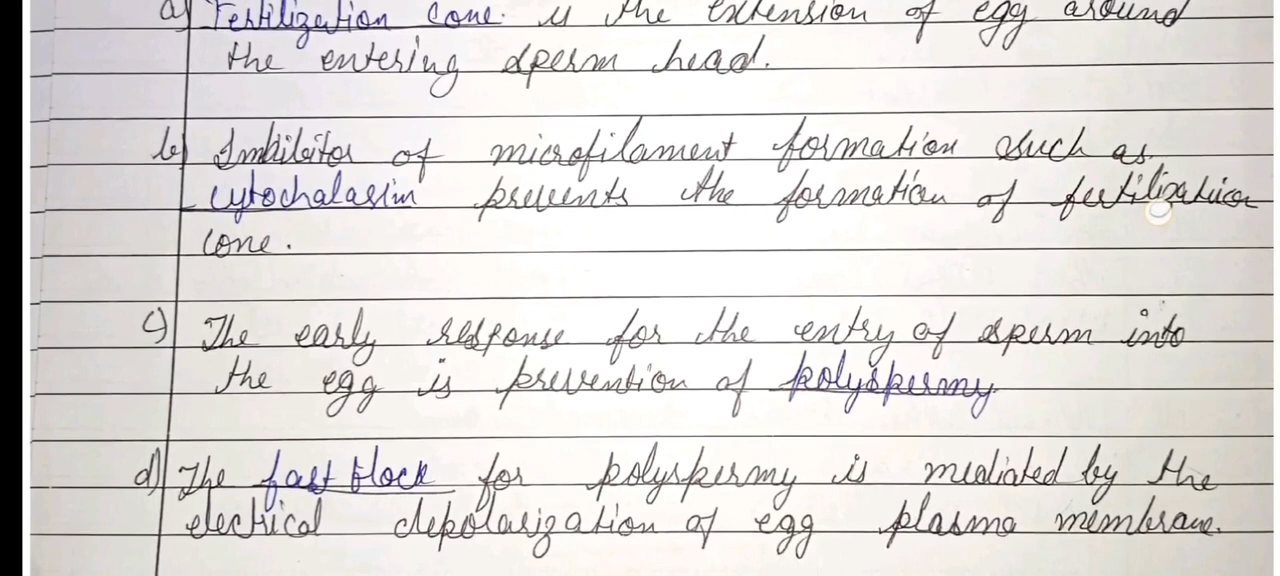 a) Fertilization Cone. is the extension of egg around
the entering sperm head.
b) Inhibitor of microfilament formation such as
cytochalasin prevents the formation of fertilization
cone.
c) The early response for the entry of sperm into
the egg is prevention of polyspermy.
d) The fast block for polyspermy is mediated by the
electrical depolarization of egg plasma membrane.